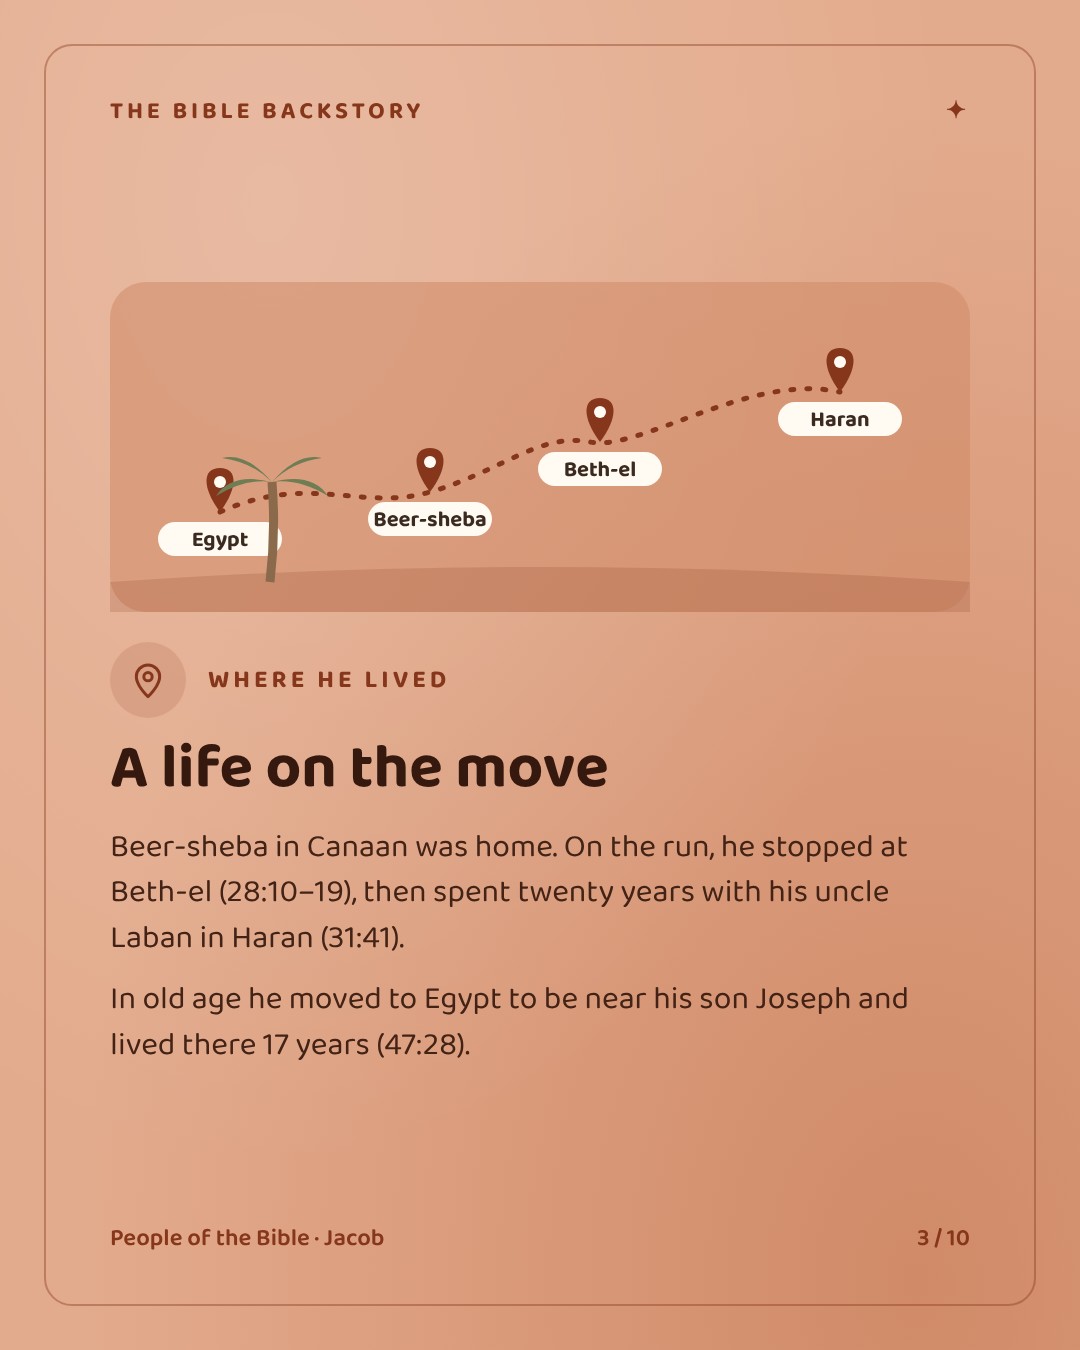 THE BIBLE BACKSTORY ✦
Haran
Beth-el
Beer-sheba
Egypt
WHERE HE LIVED
A life on the move
Beer-sheba in Canaan was home. On the run, he stopped at
Beth-el (28:10–19), then spent twenty years with his uncle
Laban in Haran (31:41).
In old age he moved to Egypt to be near his son Joseph and
lived there 17 years (47:28).
People of the Bible · Jacob
3 / 10